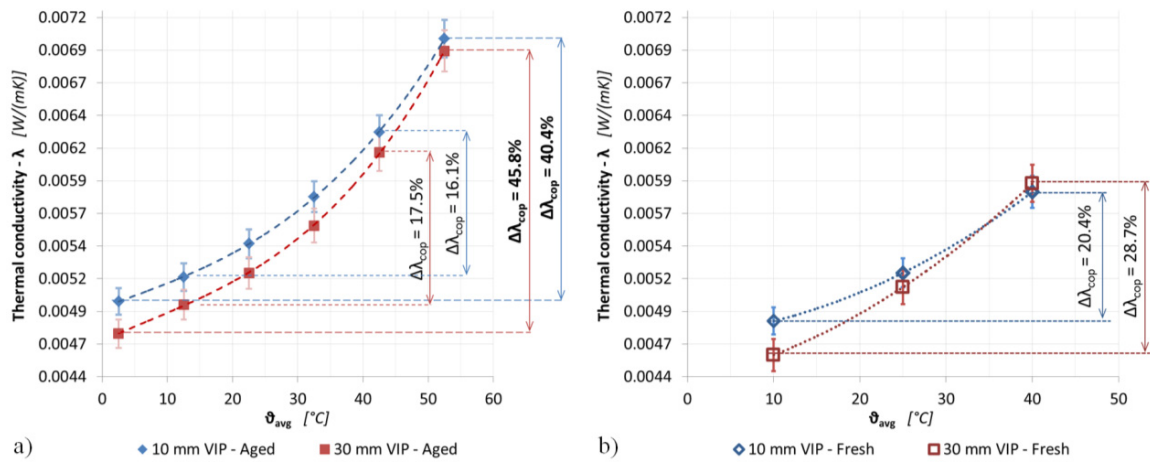 Thermal conductivity - λ [W/(mK)]
0.0072
0.0069
0.0067
0.0064
0.0062
0.0059
0.0057
0.0054
0.0052
0.0049
0.0047
0.0044
0 10 20 30 40 50 60
ϑavg [°C]
Δλcop = 17.5%
Δλcop = 16.1%
Δλcop = 45.8%
Δλcop = 40.4%
a)
10 mm VIP - Aged 30 mm VIP - Aged
Thermal conductivity - λ [W/(mK)]
0.0072
0.0069
0.0067
0.0064
0.0062
0.0059
0.0057
0.0054
0.0052
0.0049
0.0047
0.0044
0 10 20 30 40 50
ϑavg [°C]
Δλcop = 20.4%
Δλcop = 28.7%
b)
10 mm VIP - Fresh 30 mm VIP - Fresh